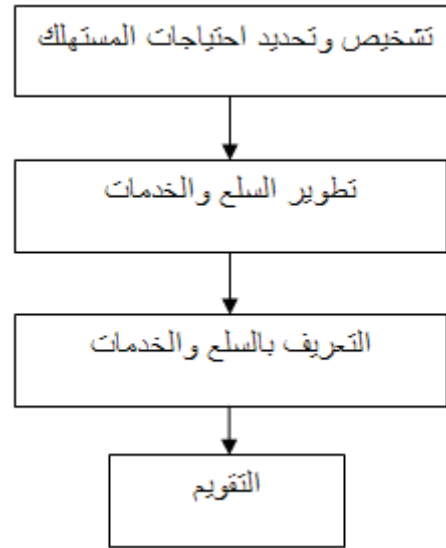 تشخيص وتحديد احتياجات المستهلك
تطوير السلع والخدمات
التعريف بالسلع والخدمات
التقويم